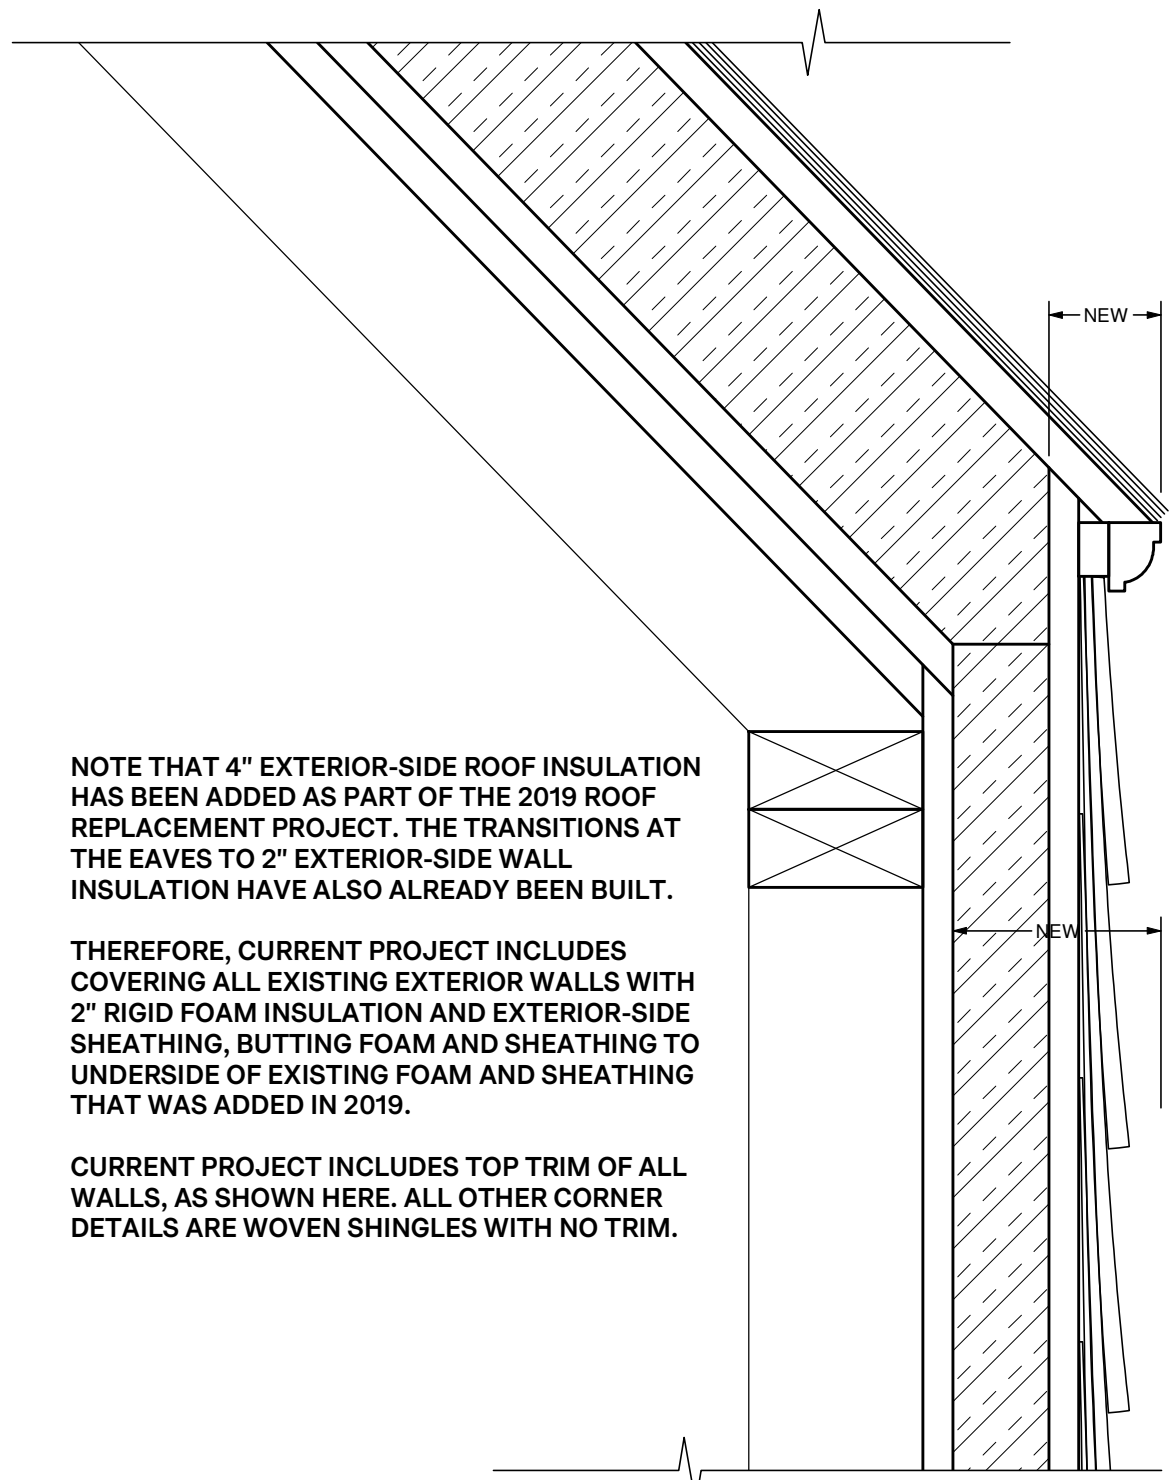 NEW
NOTE THAT 4" EXTERIOR-SIDE ROOF INSULATION
HAS BEEN ADDED AS PART OF THE 2019 ROOF
REPLACEMENT PROJECT. THE TRANSITIONS AT
THE EAVES TO 2" EXTERIOR-SIDE WALL
INSULATION HAVE ALSO ALREADY BEEN BUILT.
THEREFORE, CURRENT PROJECT INCLUDES
COVERING ALL EXISTING EXTERIOR WALLS WITH
2" RIGID FOAM INSULATION AND EXTERIOR-SIDE
SHEATHING, BUTTING FOAM AND SHEATHING TO
UNDERSIDE OF EXISTING FOAM AND SHEATHING
THAT WAS ADDED IN 2019.
CURRENT PROJECT INCLUDES TOP TRIM OF ALL
WALLS, AS SHOWN HERE. ALL OTHER CORNER
DETAILS ARE WOVEN SHINGLES WITH NO TRIM.
NEW